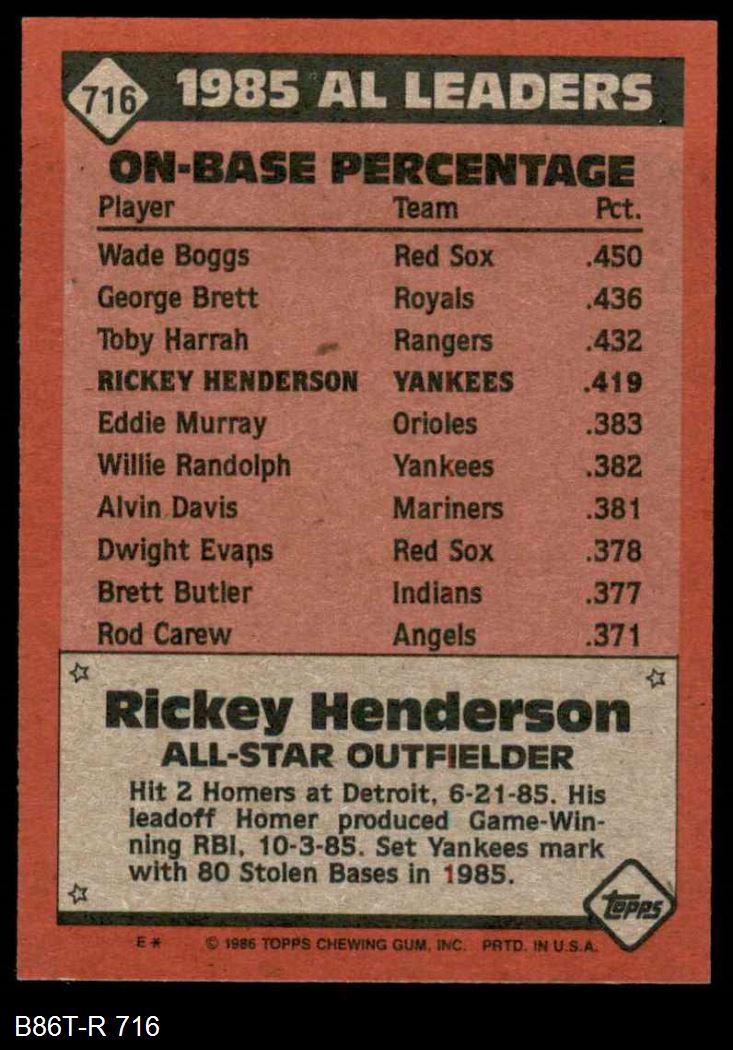 716 1985 AL LEADERS
ON-BASE PERCENTAGE
Player Team Pct.
Wade Boggs Red Sox .450
George Brett Royals .436
Toby Harrah Rangers .432
RICKEY HENDERSON YANKEES .419
Eddie Murray Orioles .383
Willie Randolph Yankees .382
Alvin Davis Mariners .381
Dwight Evans Red Sox .378
Brett Butler Indians .377
Rod Carew Angels .371
Rickey Henderson
ALL-STAR OUTFIELDER
Hit 2 Homers at Detroit, 6-21-85. His
leadoff Homer produced Game-Win-
ning RBI, 10-3-85. Set Yankees mark
with 80 Stolen Bases in 1985.
topps
E* © 1986 TOPPS CHEWING GUM, INC. PRTD. IN U.S.A.
B86T-R 716